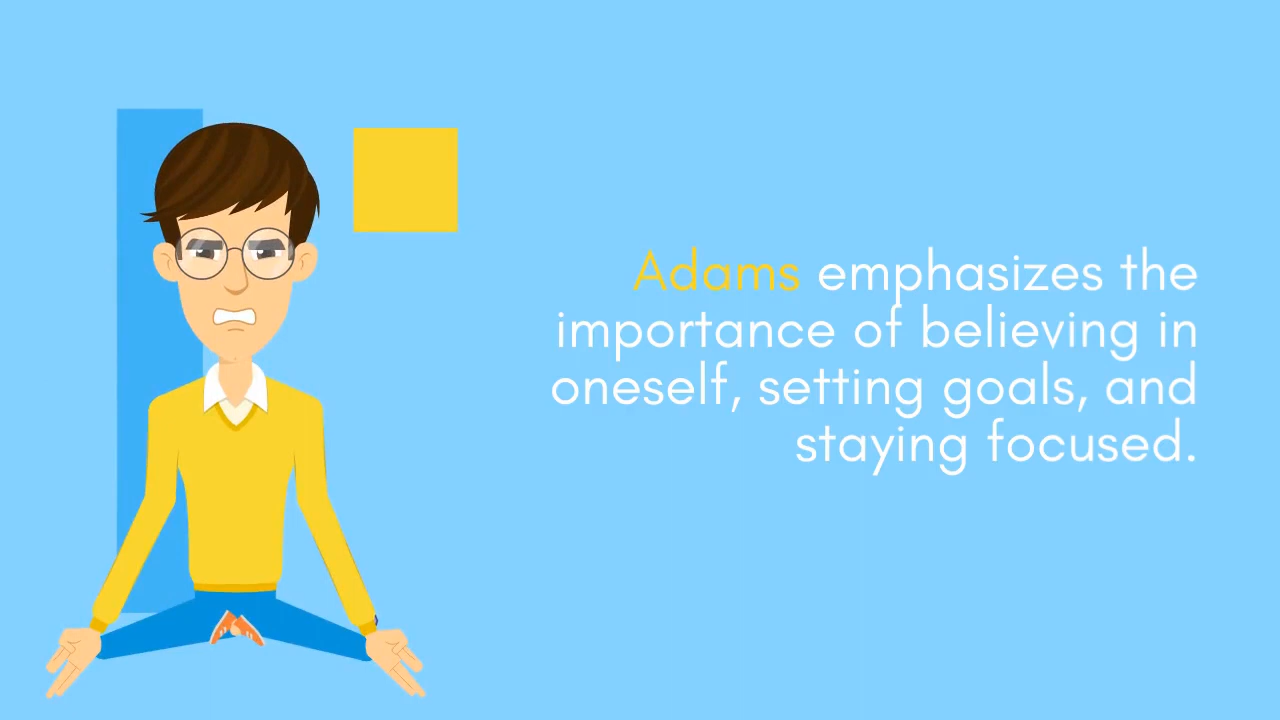 Adams emphasizes the
importance of believing in
oneself, setting goals, and
staying focused.